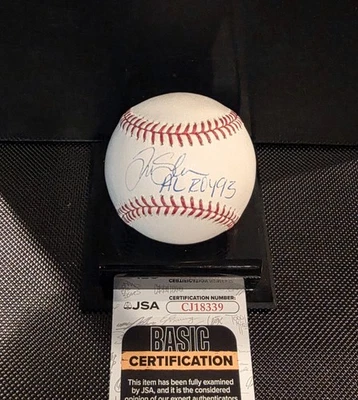 AL ROY 93
CERTIFICATION NUMBER:
JSA CJ18339
BASIC
CERTIFICATION
This item has been fully examined
by JSA, and it is the considered
opinion of our expert authenticators